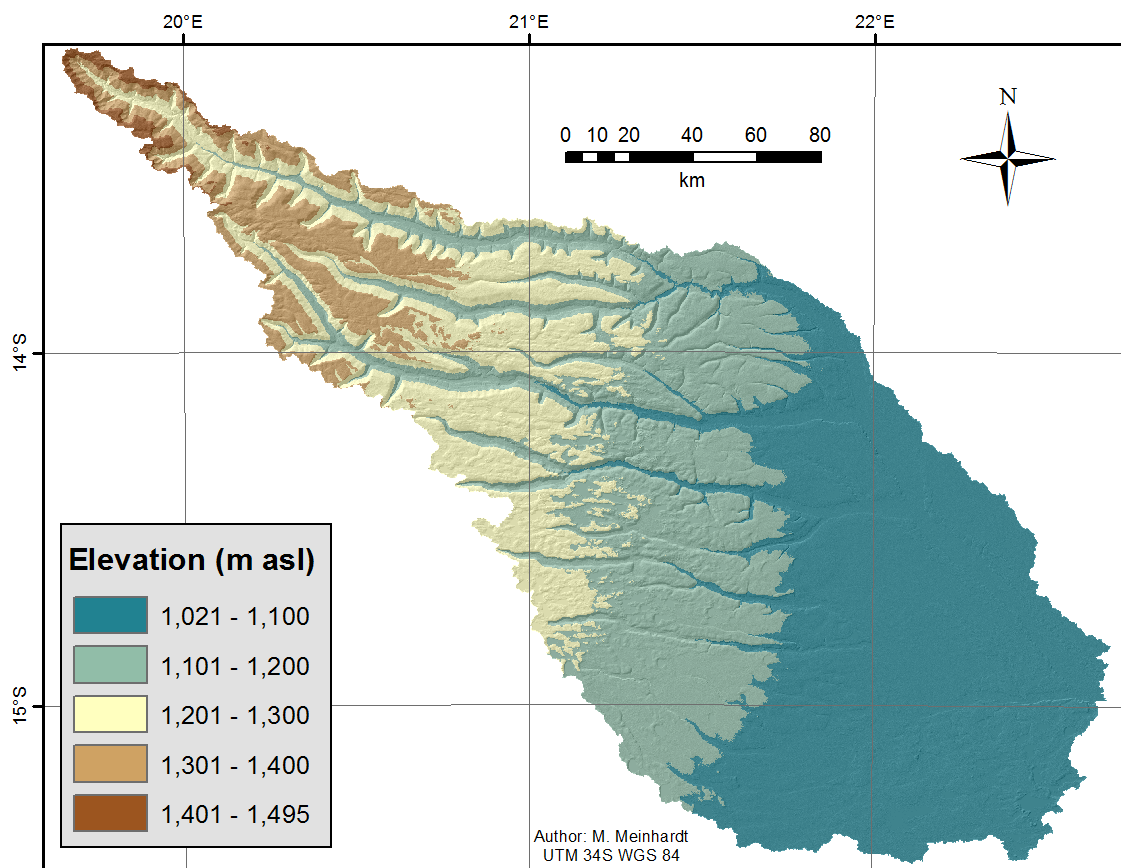 20°E 21°E 22°E
N
0 10 20 40 60 80
km
14°S
Elevation (m asl)
1,021 - 1,100
1,101 - 1,200
1,201 - 1,300
1,301 - 1,400
1,401 - 1,495
15°S
Author: M. Meinhardt
UTM 34S WGS 84